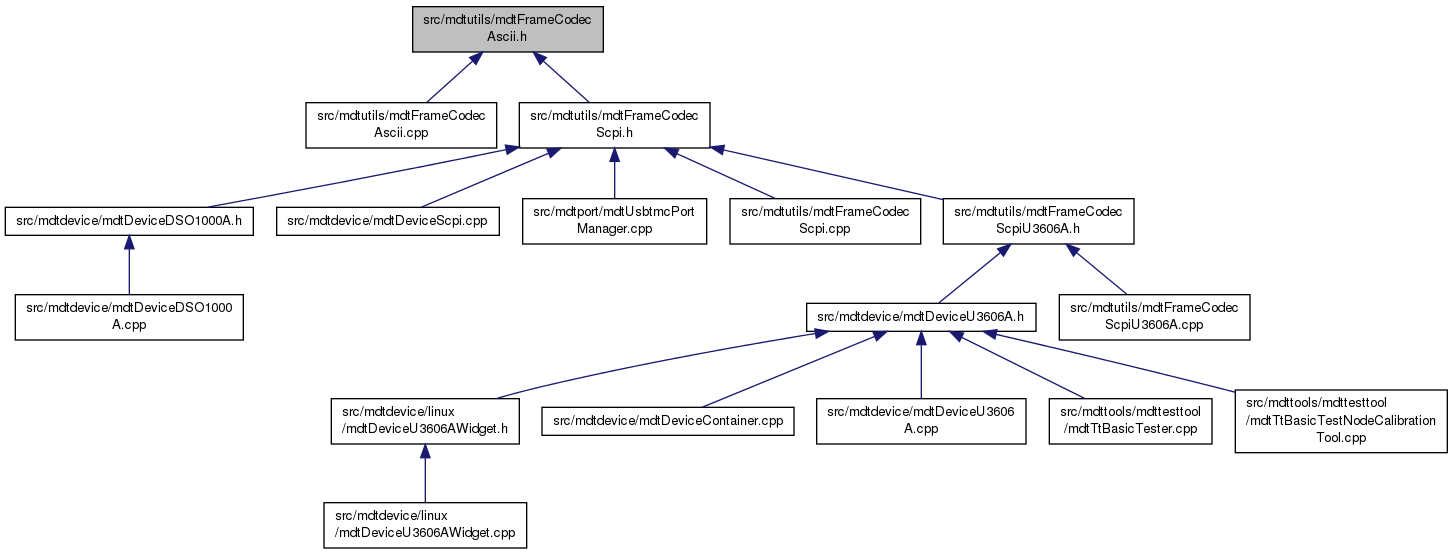 src/mdtutils/mdtFrameCodec
Ascii.h
src/mdtutils/mdtFrameCodec
Ascii.cpp
src/mdtutils/mdtFrameCodec
Scpi.h
src/mdtdevice/mdtDeviceDSO1000A.h
src/mdtdevice/mdtDeviceScpi.cpp
src/mdtport/mdtUsbtmcPort
Manager.cpp
src/mdtutils/mdtFrameCodec
Scpi.cpp
src/mdtutils/mdtFrameCodec
ScpiU3606A.h
src/mdtdevice/mdtDeviceDSO1000
A.cpp
src/mdtdevice/mdtDeviceU3606A.h
src/mdtutils/mdtFrameCodec
ScpiU3606A.cpp
src/mdtdevice/linux
/mdtDeviceU3606AWidget.h
src/mdtdevice/mdtDeviceContainer.cpp
src/mdtdevice/mdtDeviceU3606
A.cpp
src/mdttools/mdttesttool
/mdtTtBasicTester.cpp
src/mdttools/mdttesttool
/mdtTtBasicTestNodeCalibration
Tool.cpp
src/mdtdevice/linux
/mdtDeviceU3606AWidget.cpp